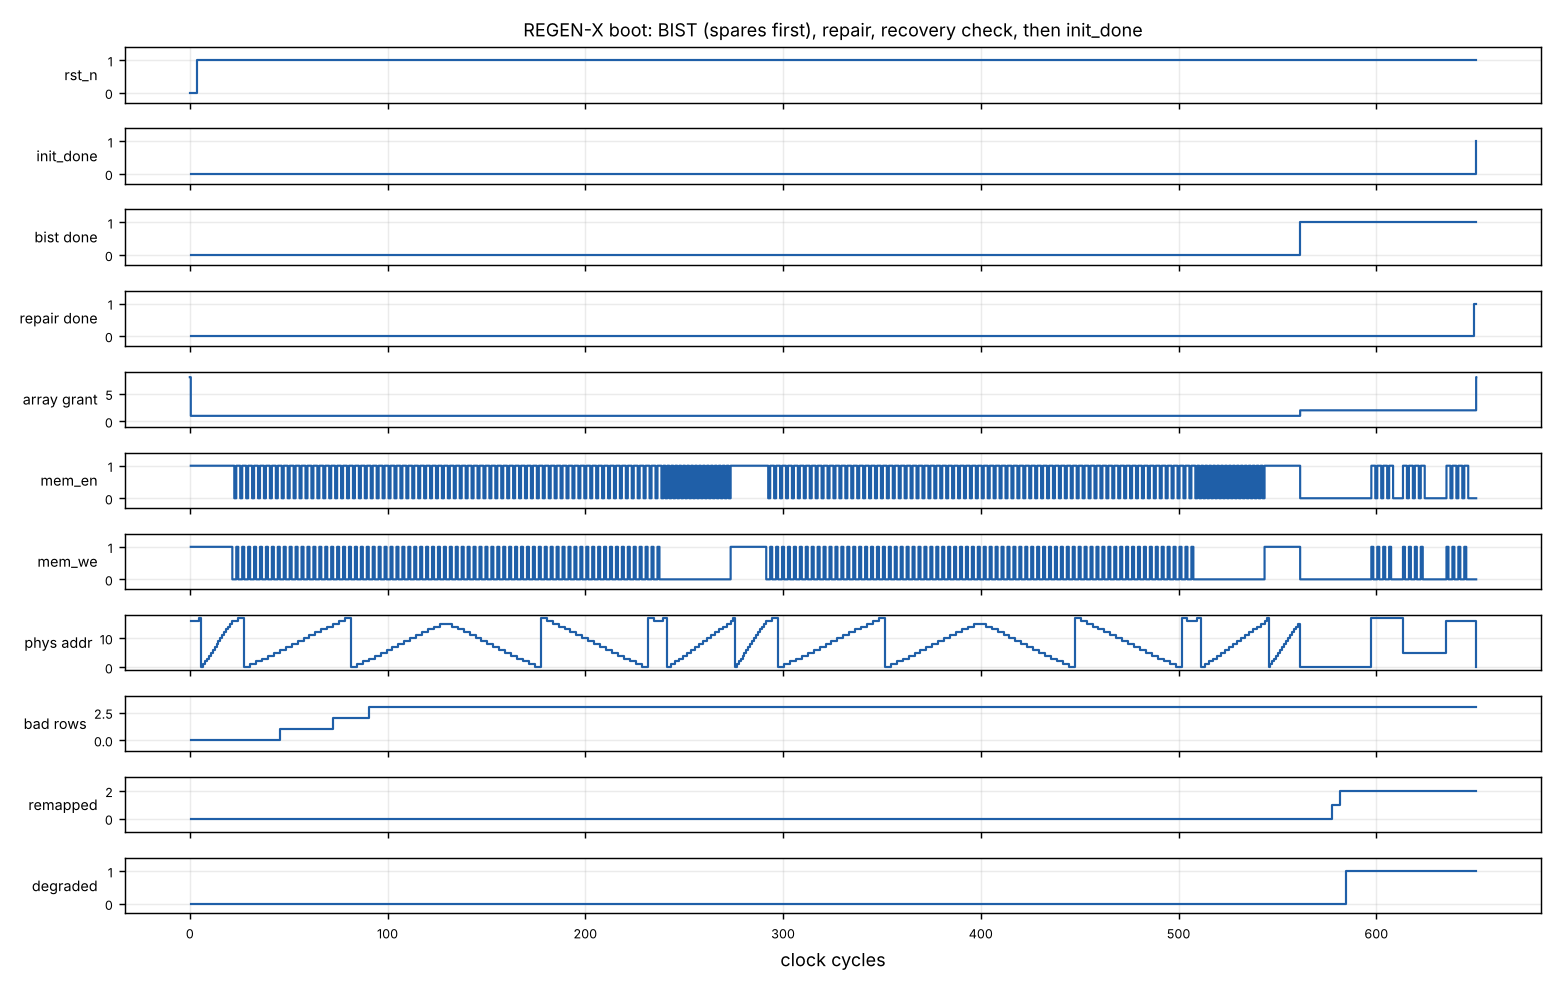 REGEN-X boot: BIST (spares first), repair, recovery check, then init_done
rst_n
1
0
init_done
1
0
bist done
1
0
repair done
1
0
array grant
5
0
mem_en
1
0
mem_we
1
0
phys addr
10
0
bad rows
2.5
0.0
remapped
2
0
degraded
1
0
0 100 200 300 400 500 600
clock cycles